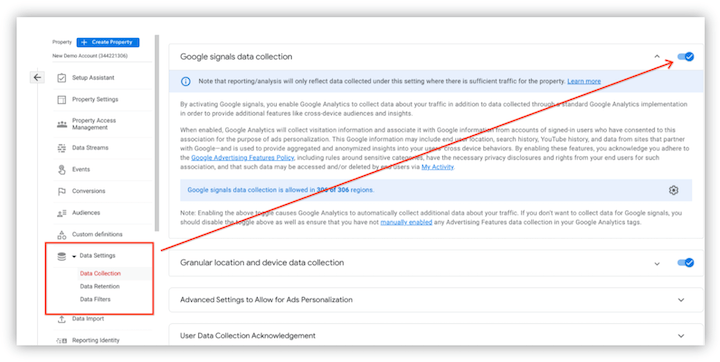 Property
+ Create Property
New Demo Account (344221306)
Setup Assistant
Property Settings
Property Access
Management
Data Streams
Events
Conversions
Audiences
Custom definitions
Data Settings
Data Collection
Data Retention
Data Filters
Data Import
Reporting Identity
Google signals data collection
Note that reporting/analysis will only reflect data collected under this setting where there is sufficient traffic for the property. Learn more
By activating Google signals, you enable Google Analytics to collect data about your traffic in addition to data collected through a standard Google Analytics implementation
in order to provide additional features like cross-device audiences and insights.
When enabled, Google Analytics will collect visitation information and associate it with Google information from accounts of signed-in users who have consented to this
association for the purpose of ads personalization. This Google information may include end user location, search history, YouTube history, and data from sites that partner
with Google—and is used to provide aggregated and anonymized insights into your users' cross device behaviors. By enabling these features, you acknowledge you adhere to
the Google Advertising Features Policy, including rules around sensitive categories, have the necessary privacy disclosures and rights from your end users for such
association, and that such data may be accessed and/or deleted by end users via My Activity.
Google signals data collection is allowed in 306 of 306 regions.
Note: Enabling the above toggle causes Google Analytics to automatically collect additional data about your traffic. If you don't want to collect data for Google signals, you
should disable the toggle above as well as ensure that you have not manually enabled any Advertising Features data collection in your Google Analytics tags.
Granular location and device data collection
Advanced Settings to Allow for Ads Personalization
User Data Collection Acknowledgement